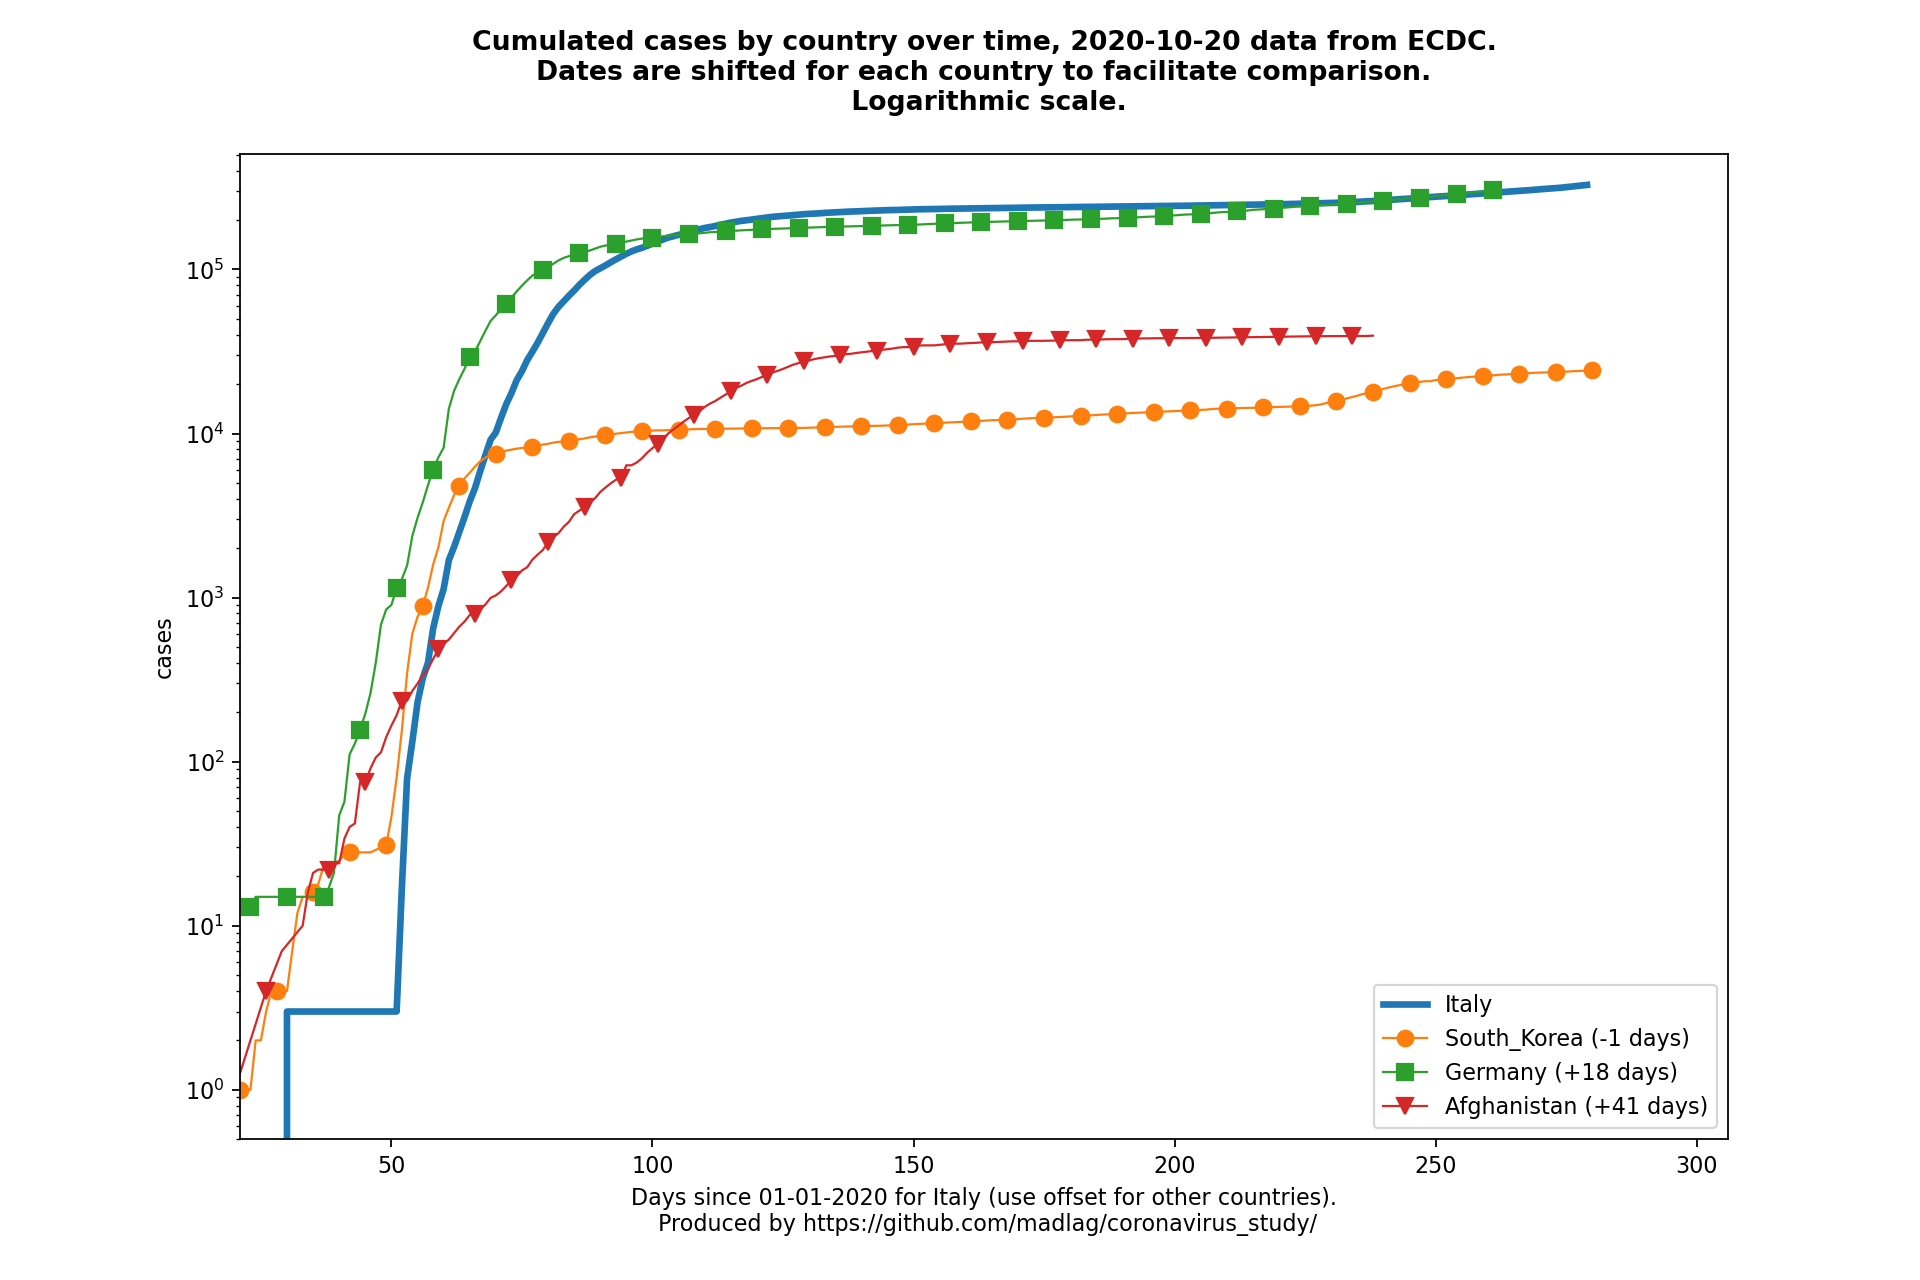 Cumulated cases by country over time, 2020-10-20 data from ECDC.
Dates are shifted for each country to facilitate comparison.
Logarithmic scale.
cases
10^5
10^4
10^3
10^2
10^1
10^0
50 100 150 200 250 300
Italy
South_Korea (-1 days)
Germany (+18 days)
Afghanistan (+41 days)
Days since 01-01-2020 for Italy (use offset for other countries).
Produced by https://github.com/madlag/coronavirus_study/